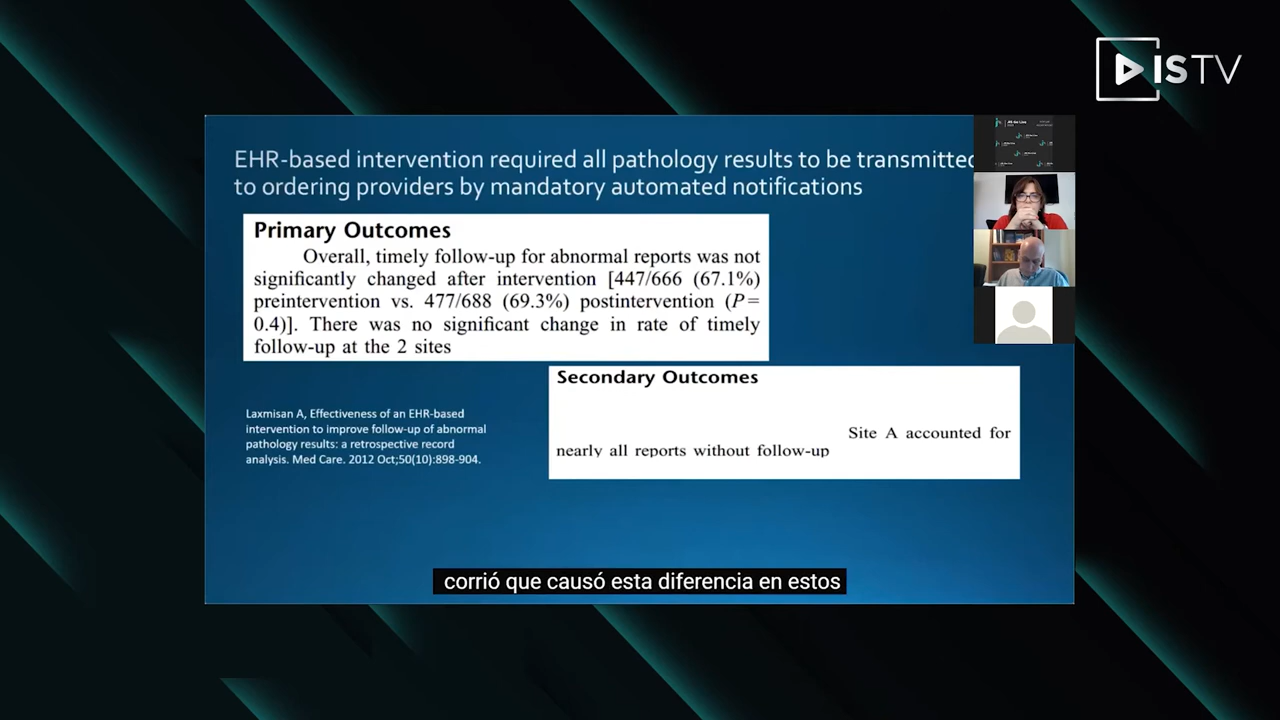 iSTV
EHR-based intervention required all pathology results to be transmitted
to ordering providers by mandatory automated notifications
Primary Outcomes
Overall, timely follow-up for abnormal reports was not
significantly changed after intervention [447/666 (67.1%)
preintervention vs. 477/688 (69.3%) postintervention (P=
0.4)]. There was no significant change in rate of timely
follow-up at the 2 sites
Secondary Outcomes
Site A accounted for
nearly all reports without follow-up
Laxmisan A, Effectiveness of an EHR-based
intervention to improve follow-up of abnormal
pathology results: a retrospective record
analysis. Med Care. 2012 Oct;50(10):898-904.
corrió que causó esta diferencia en estos